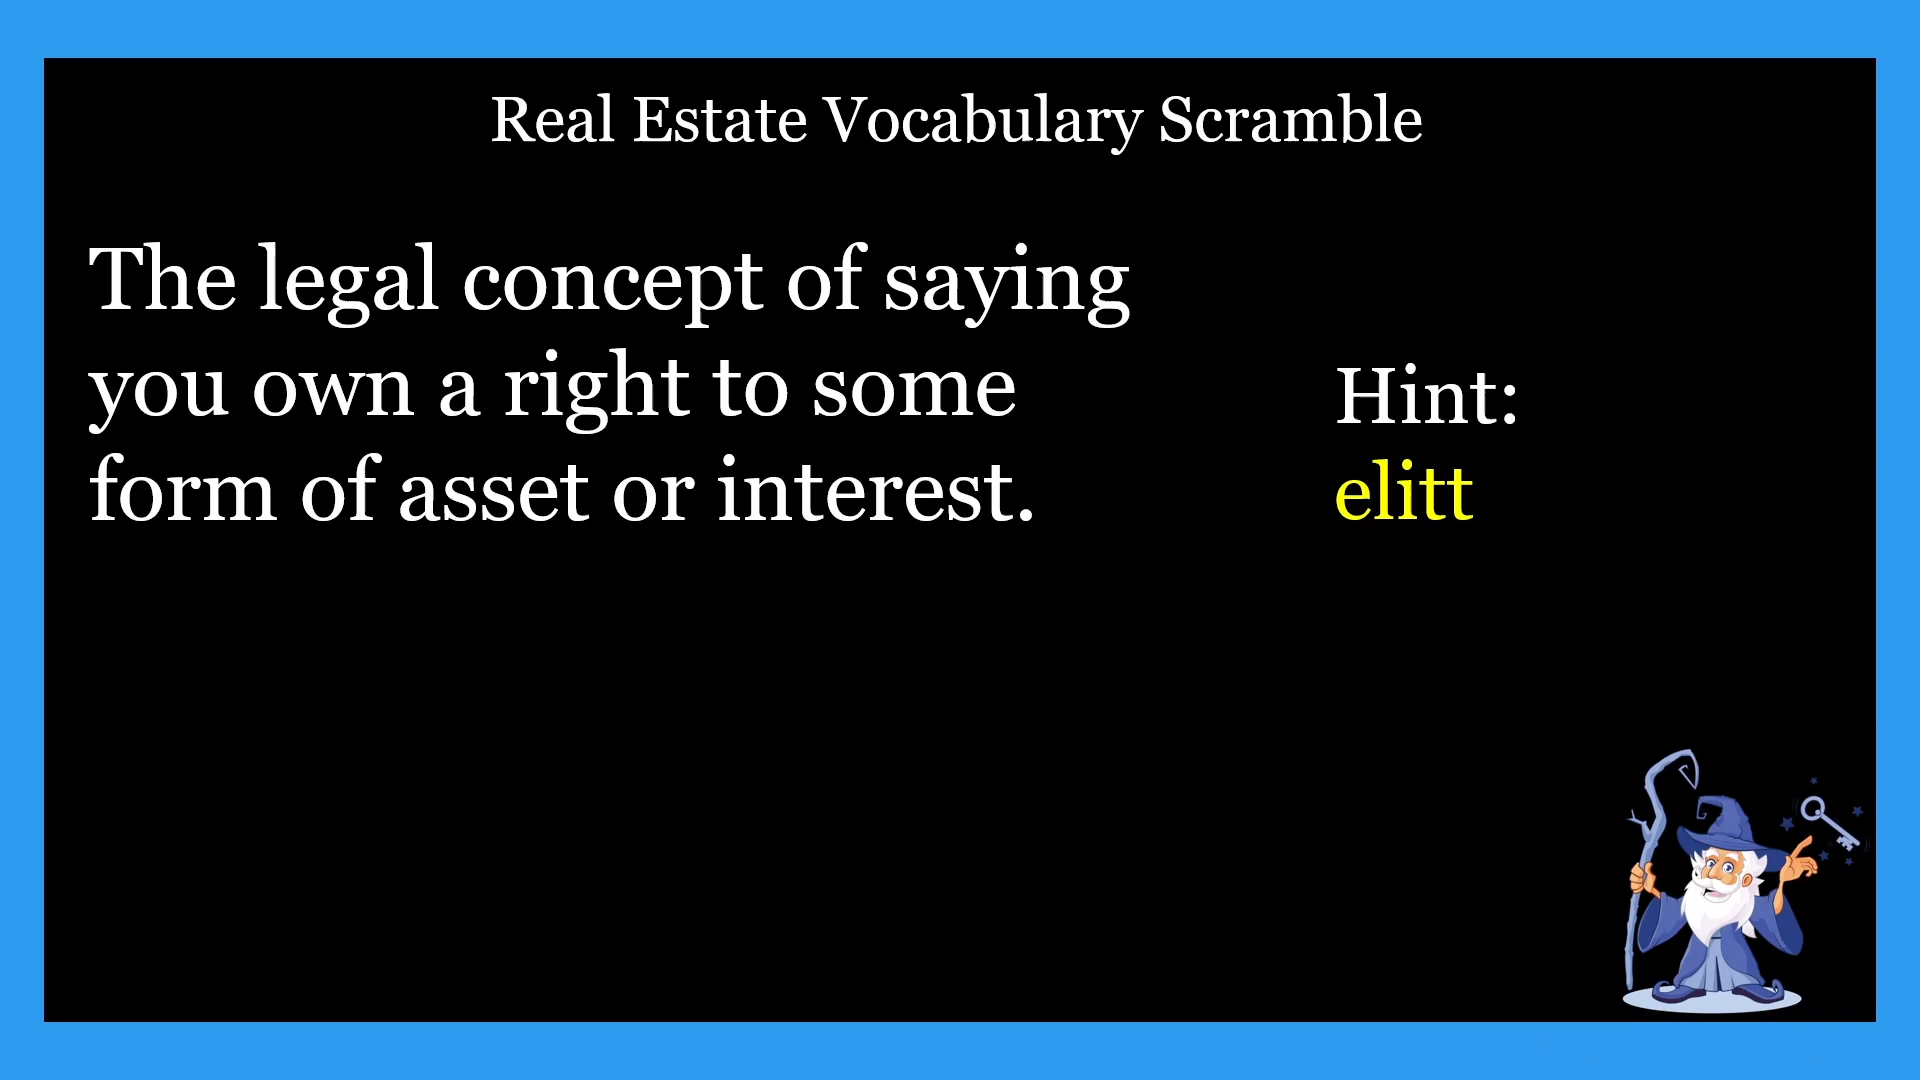 Real Estate Vocabulary Scramble
The legal concept of saying
you own a right to some
form of asset or interest.
Hint:
elitt